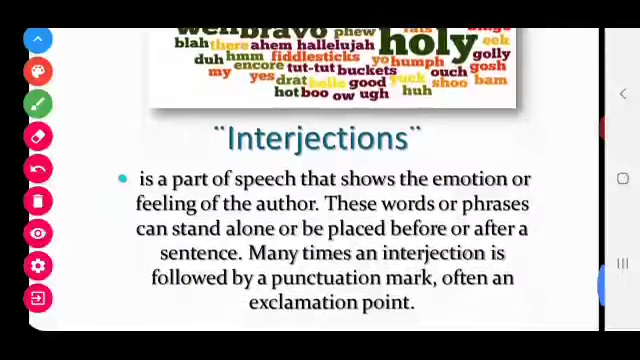 well bravo phew rats
blah there ahem hallelujah holy eek
duh hmm fiddlesticks yo humph golly
my encore tut-tut buckets ouch gosh
yes drat hello good yuck shoo bam
hot boo ow ugh huh
¨Interjections¨
• is a part of speech that shows the emotion or
feeling of the author. These words or phrases
can stand alone or be placed before or after a
sentence. Many times an interjection is
followed by a punctuation mark, often an
exclamation point.